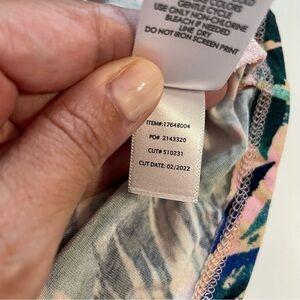 COLORS
GENTLE CYCLE
USE ONLY NON-CHLORINE
BLEACH IF NEEDED
LINE DRY
DO NOT IRON SCREEN PRINT
ITEM#:17648004
PO# 2143320
CUT# 510231
CUT DATE: 02/2022